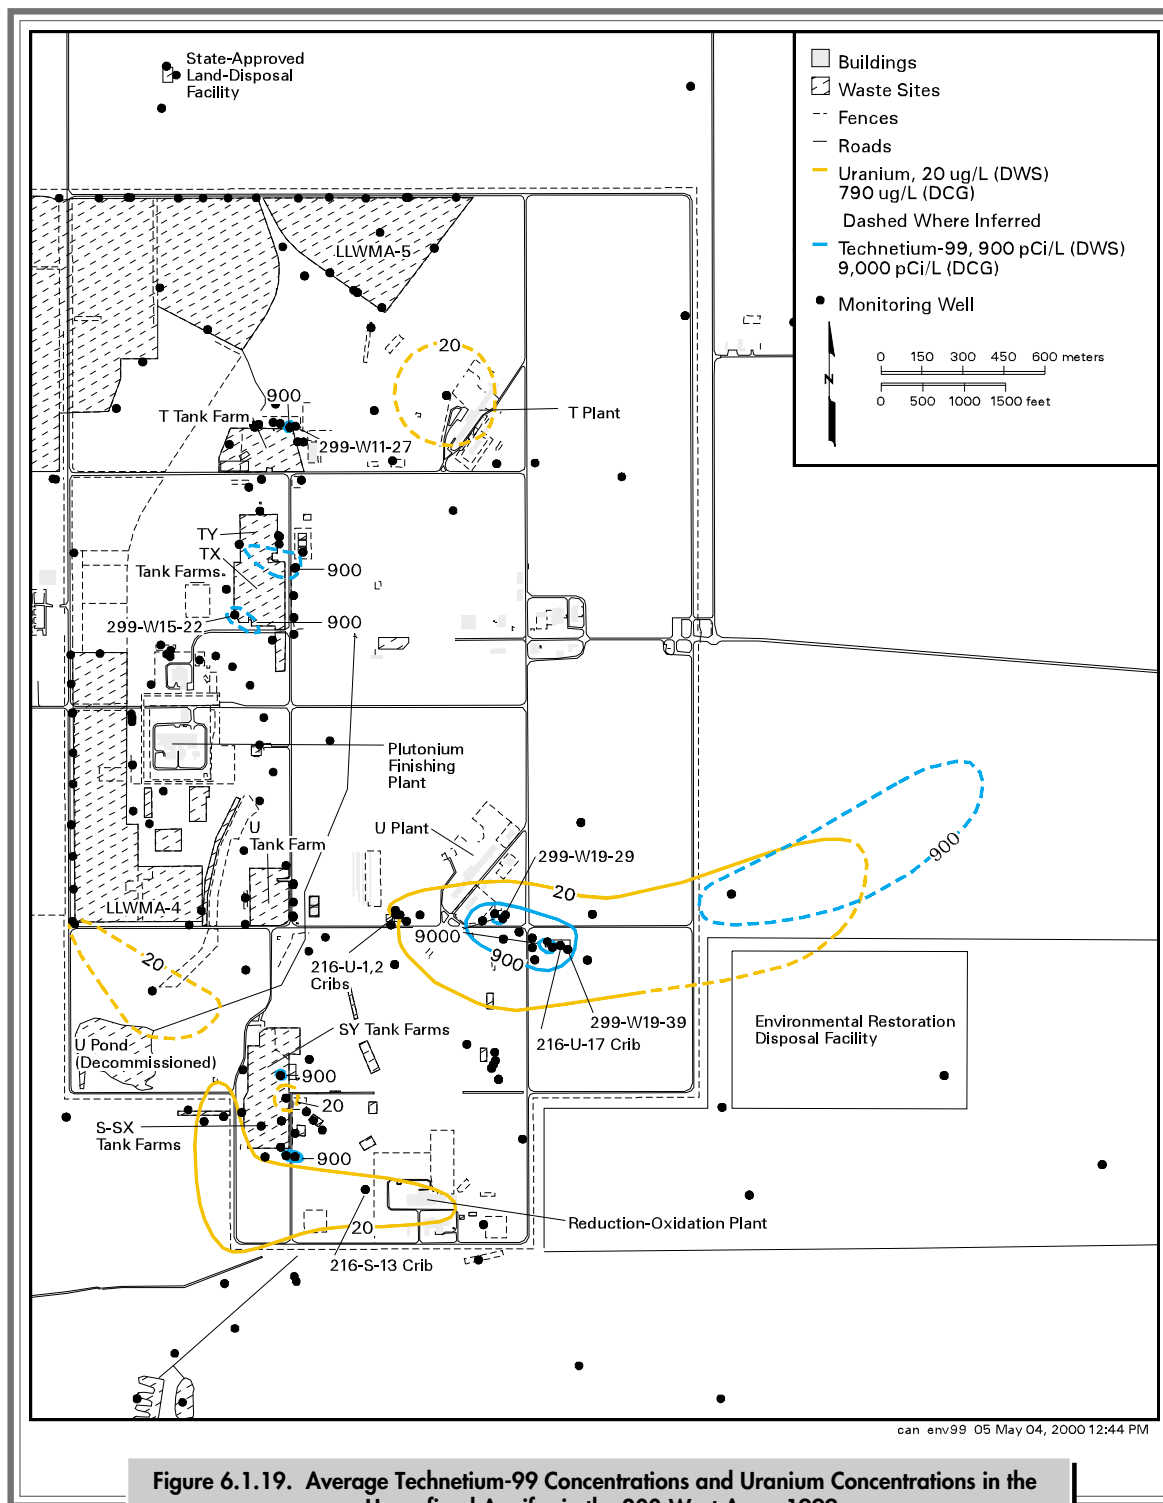 State-Approved
Land-Disposal
Facility
Buildings
Waste Sites
Fences
Roads
Uranium, 20 ug/L (DWS)
790 ug/L (DCG)
Dashed Where Inferred
Technetium-99, 900 pCi/L (DWS)
9,000 pCi/L (DCG)
Monitoring Well
0 150 300 450 600 meters
0 500 1000 1500 feet
N
LLWMA-5
20
900
T Tank Farm
T Plant
299-W11-27
TY
TX
Tank Farms
900
299-W15-22
900
Plutonium
Finishing
Plant
U
Tank Farm
U Plant
299-W19-29
900
20
LLWMA-4
9000
900
20
216-U-1,2
Cribs
299-W19-39
216-U-17 Crib
SY Tank Farms
Environmental Restoration
Disposal Facility
U Pond
(Decommissioned)
900
20
S-SX
Tank Farms
900
20
Reduction-Oxidation Plant
216-S-13 Crib
can env99 05 May 04, 2000 12:44 PM
Figure 6.1.19. Average Technetium-99 Concentrations and Uranium Concentrations in the